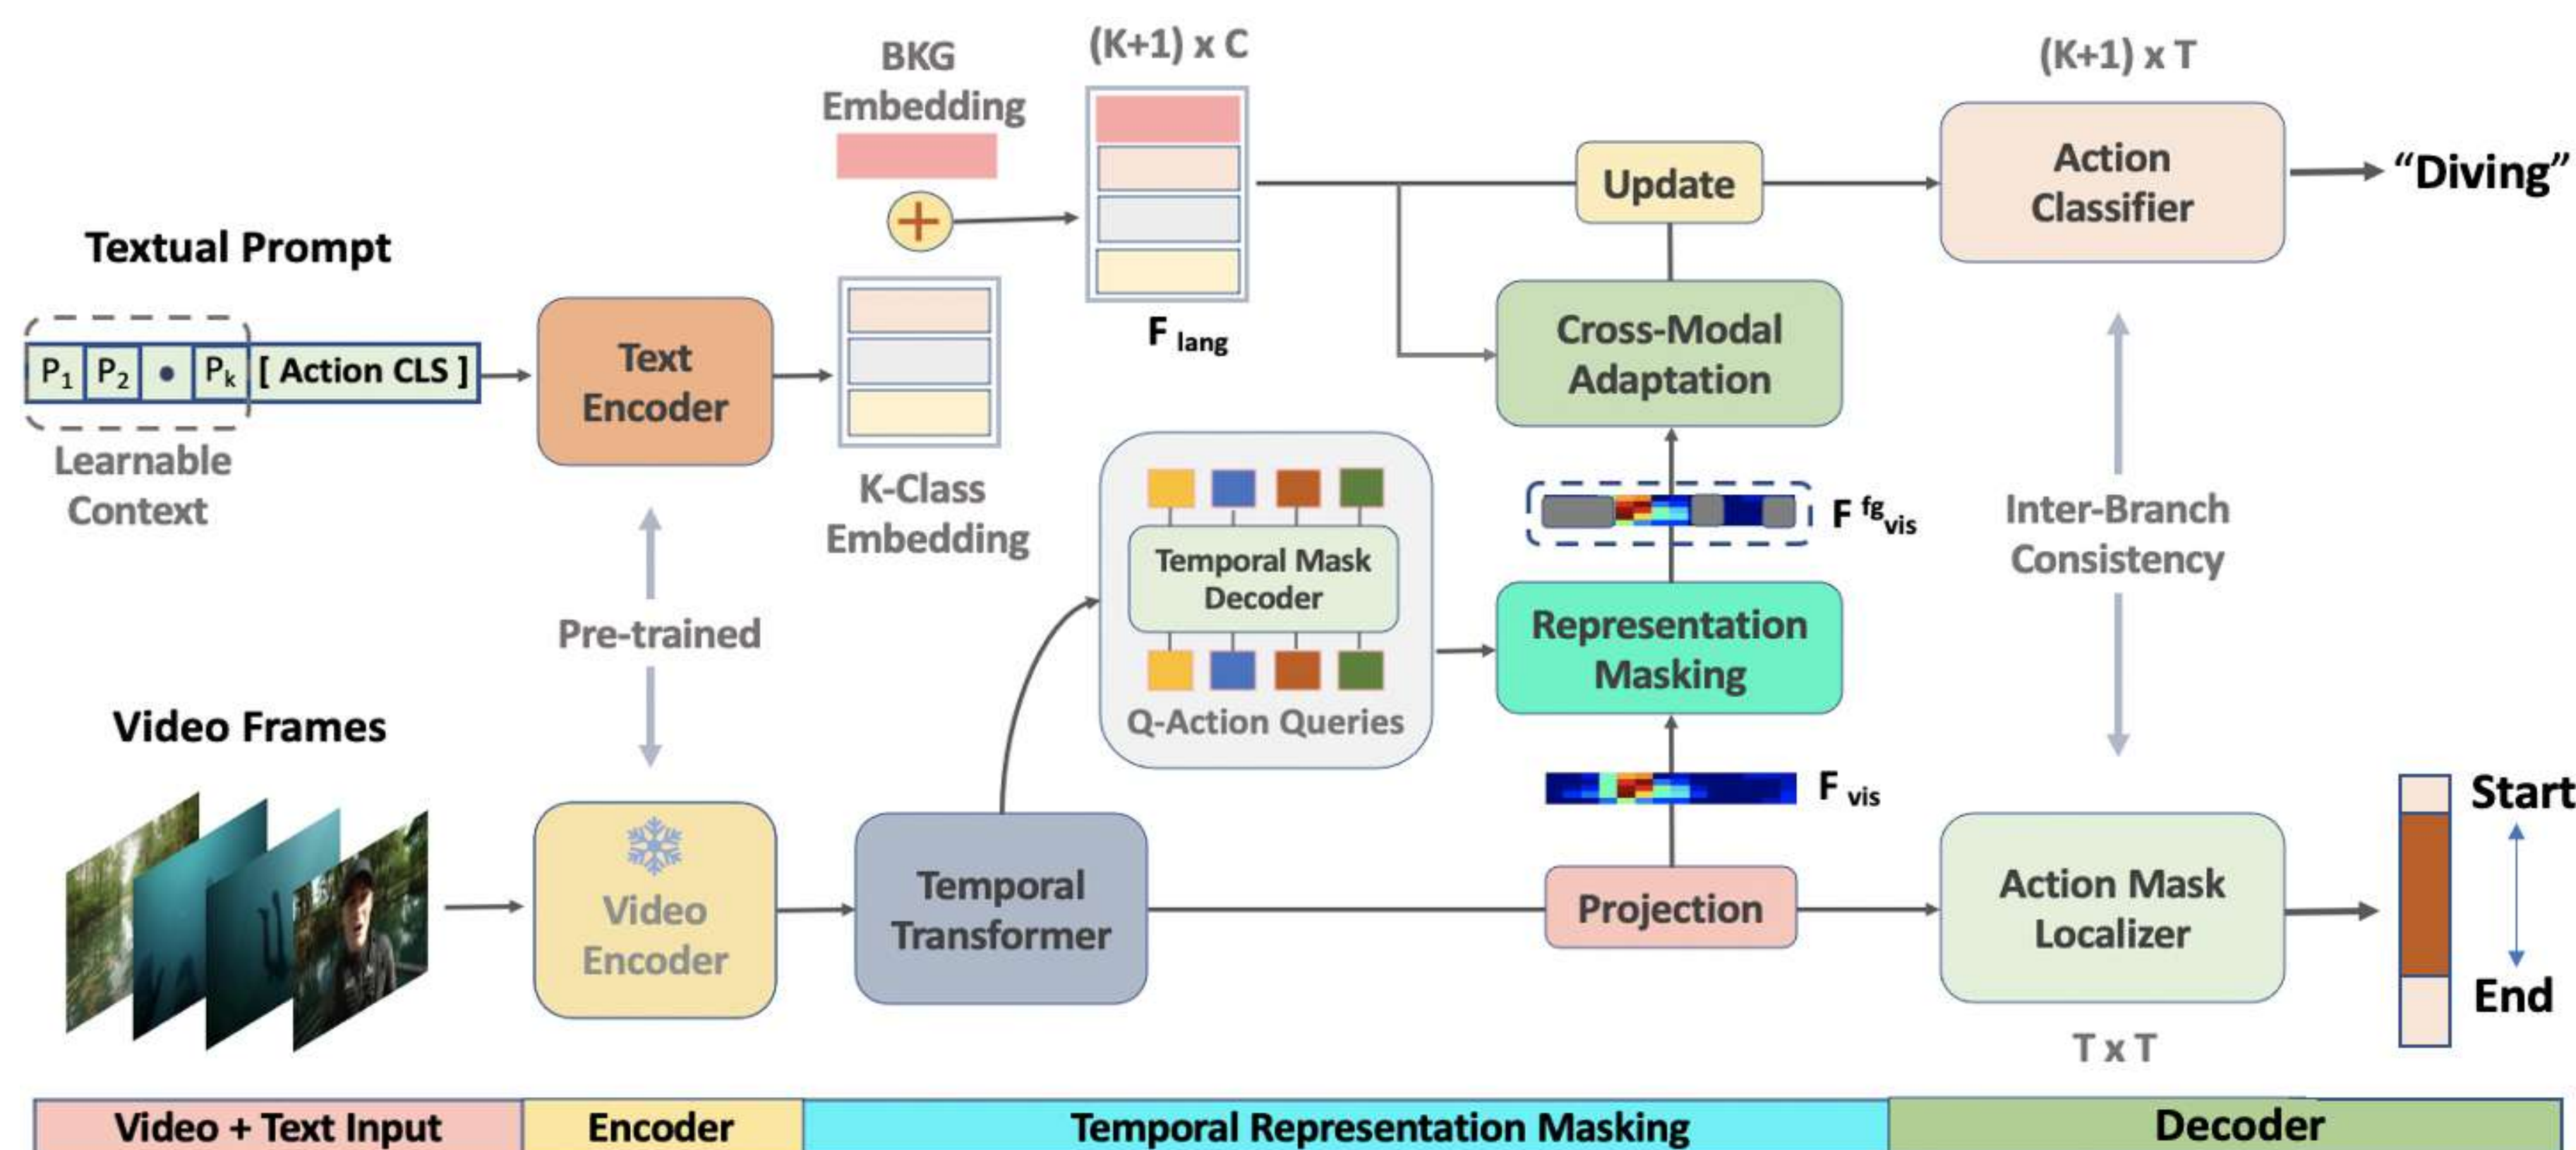 BKG
Embedding
(K+1) x C
(K+1) x T
Update
Action
Classifier
“Diving”
Textual Prompt
P1 P2 • Pk [ Action CLS ]
Learnable
Context
Text
Encoder
K-Class
Embedding
F lang
Cross-Modal
Adaptation
F fg vis
Temporal Mask
Decoder
Q-Action Queries
Representation
Masking
Inter-Branch
Consistency
Pre-trained
Video Frames
Video
Encoder
Temporal
Transformer
F vis
Projection
Action Mask
Localizer
T x T
Start
End
Video + Text Input
Encoder
Temporal Representation Masking
Decoder